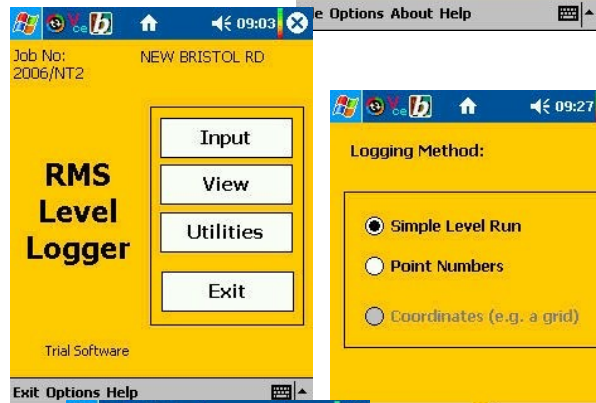 09:03
Job No:
2006/NT2
NEW BRISTOL RD
RMS
Level
Logger
Input
View
Utilities
Exit
Trial Software
Exit Options Help
e Options About Help
09:27
Logging Method:
Simple Level Run
Point Numbers
Coordinates (e.g. a grid)